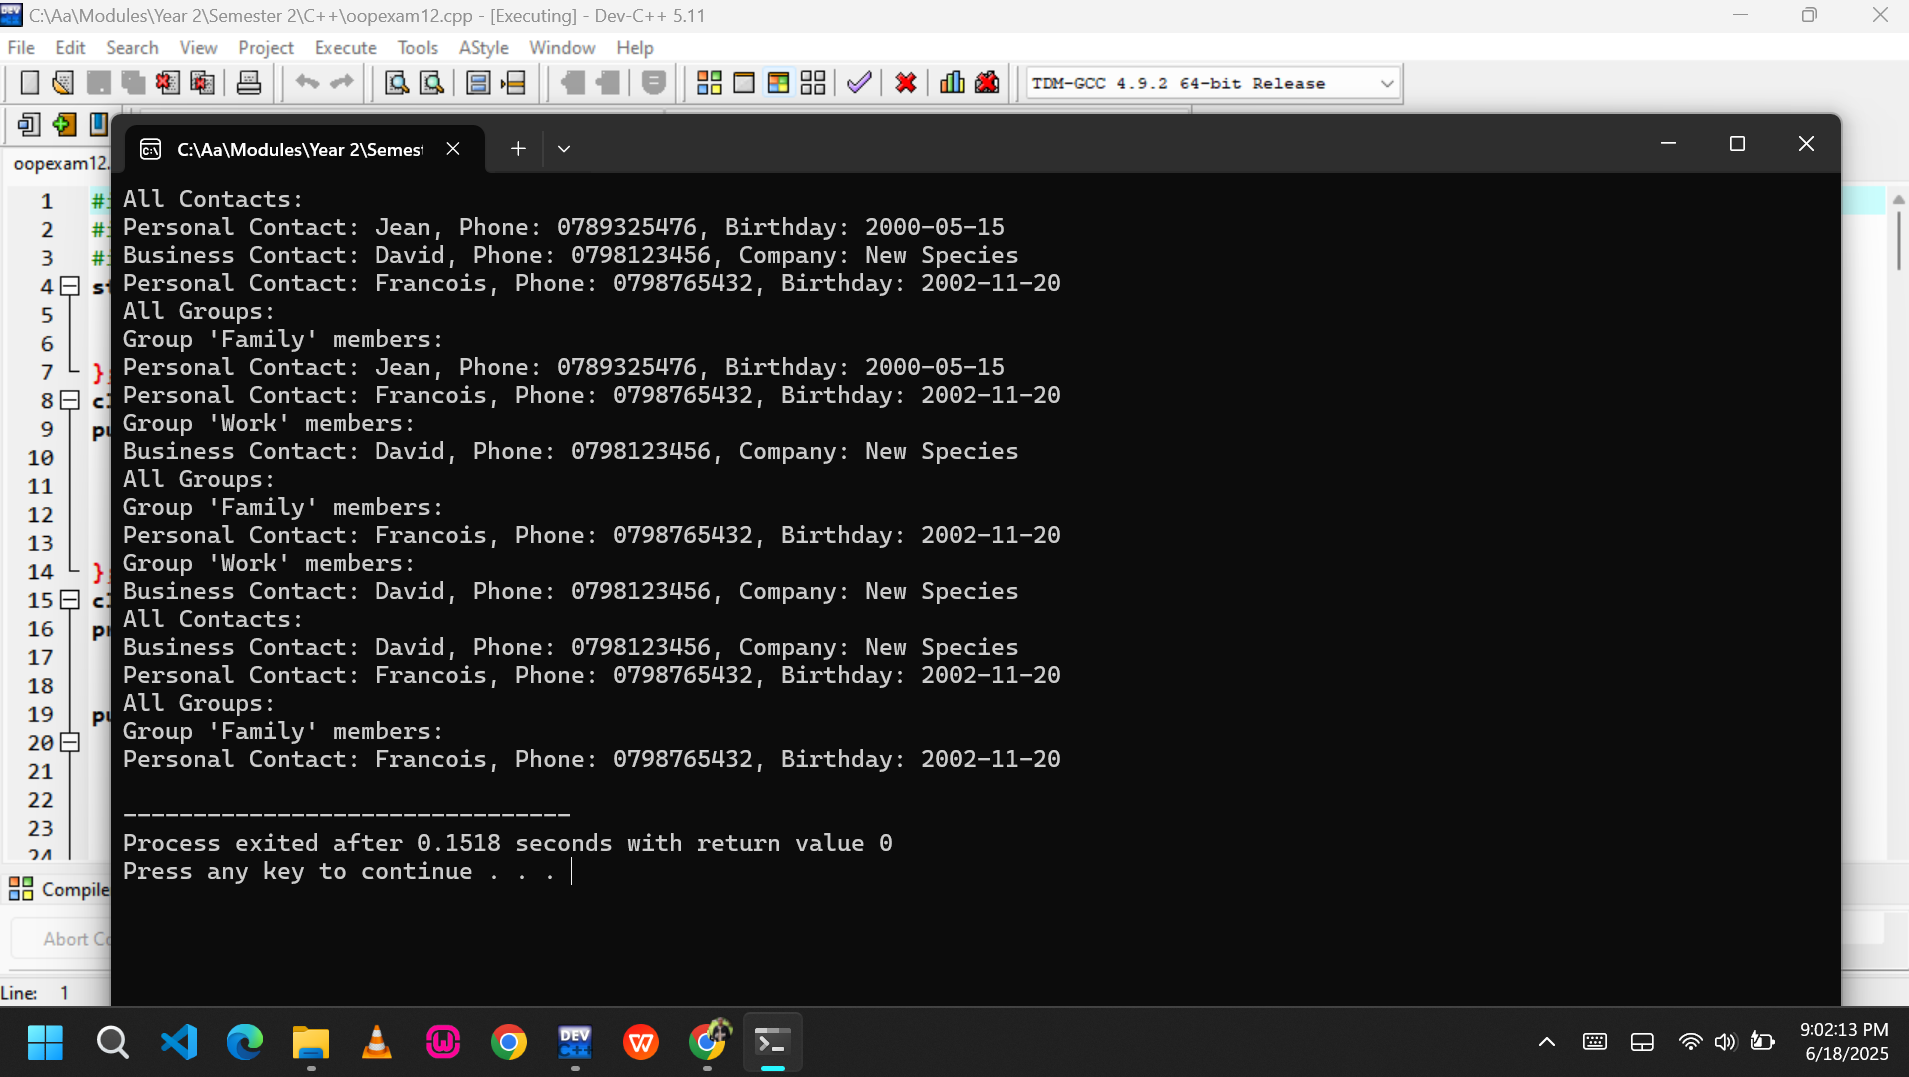 C:\Aa\Modules\Year 2\Semester 2\C++\oopexam12.cpp - [Executing] - Dev-C++ 5.11
File Edit Search View Project Execute Tools AStyle Window Help
TDM-GCC 4.9.2 64-bit Release
C:\Aa\Modules\Year 2\Semest
oopexam12.
1
2
3
4
5
6
7
8
9
10
11
12
13
14
15
16
17
18
19
20
21
22
23
24
All Contacts:
Personal Contact: Jean, Phone: 0789325476, Birthday: 2000-05-15
Business Contact: David, Phone: 0798123456, Company: New Species
Personal Contact: Francois, Phone: 0798765432, Birthday: 2002-11-20
All Groups:
Group 'Family' members:
Personal Contact: Jean, Phone: 0789325476, Birthday: 2000-05-15
Personal Contact: Francois, Phone: 0798765432, Birthday: 2002-11-20
Group 'Work' members:
Business Contact: David, Phone: 0798123456, Company: New Species
All Groups:
Group 'Family' members:
Personal Contact: Francois, Phone: 0798765432, Birthday: 2002-11-20
Group 'Work' members:
Business Contact: David, Phone: 0798123456, Company: New Species
All Contacts:
Business Contact: David, Phone: 0798123456, Company: New Species
Personal Contact: Francois, Phone: 0798765432, Birthday: 2002-11-20
All Groups:
Group 'Family' members:
Personal Contact: Francois, Phone: 0798765432, Birthday: 2002-11-20
--------------------------------
Process exited after 0.1518 seconds with return value 0
Press any key to continue . . .
Compile
Abort
Line: 1
DEV C++
9:02:13 PM
6/18/2025